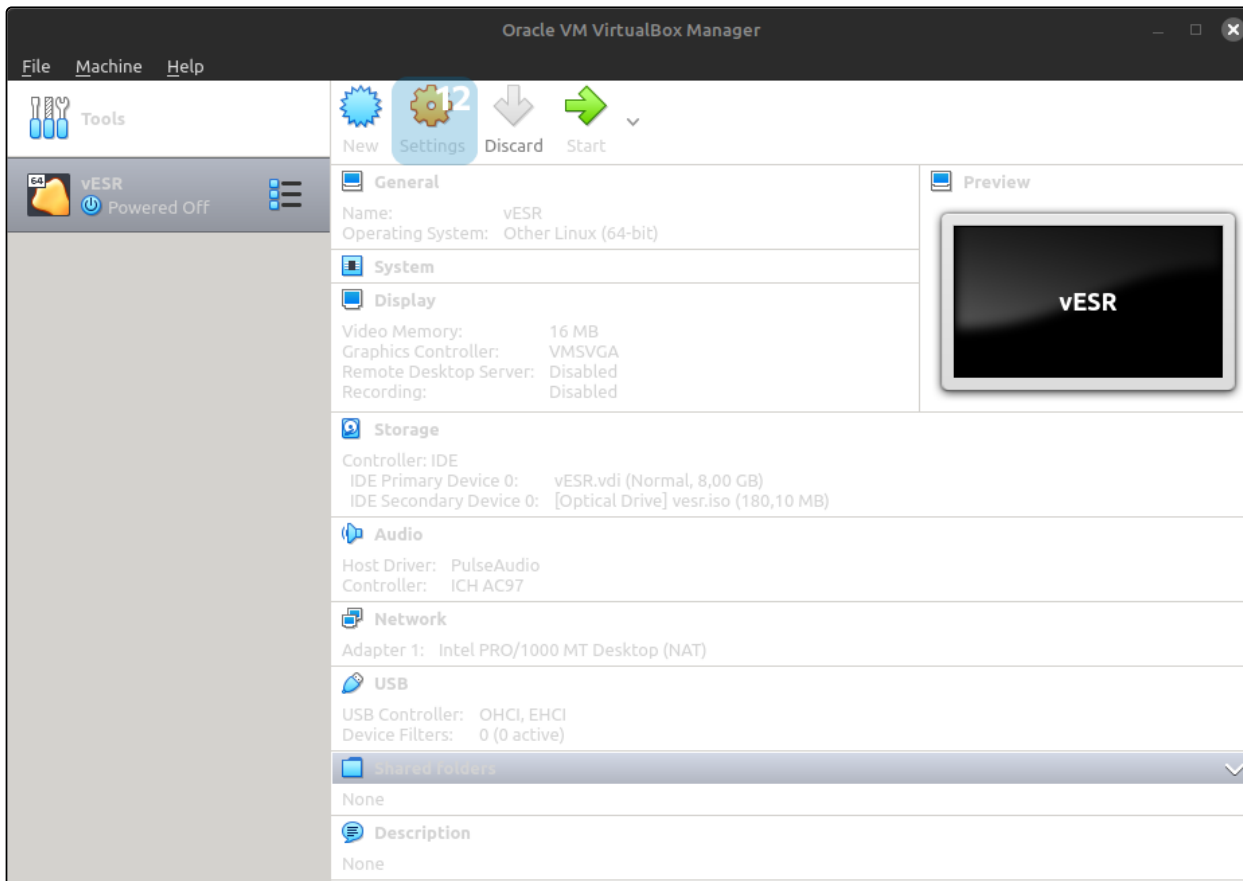 Oracle VM VirtualBox Manager
File Machine Help
Tools
12
New Settings Discard Start
64
vESR
Powered Off
General
Name: vESR
Operating System: Other Linux (64-bit)
System
Display
Video Memory: 16 MB
Graphics Controller: VMSVGA
Remote Desktop Server: Disabled
Recording: Disabled
Preview
vESR
Storage
Controller: IDE
IDE Primary Device 0: vESR.vdi (Normal, 8,00 GB)
IDE Secondary Device 0: [Optical Drive] vesr.iso (180,10 MB)
Audio
Host Driver: PulseAudio
Controller: ICH AC97
Network
Adapter 1: Intel PRO/1000 MT Desktop (NAT)
USB
USB Controller: OHCI, EHCI
Device Filters: 0 (0 active)
Shared folders
None
Description
None